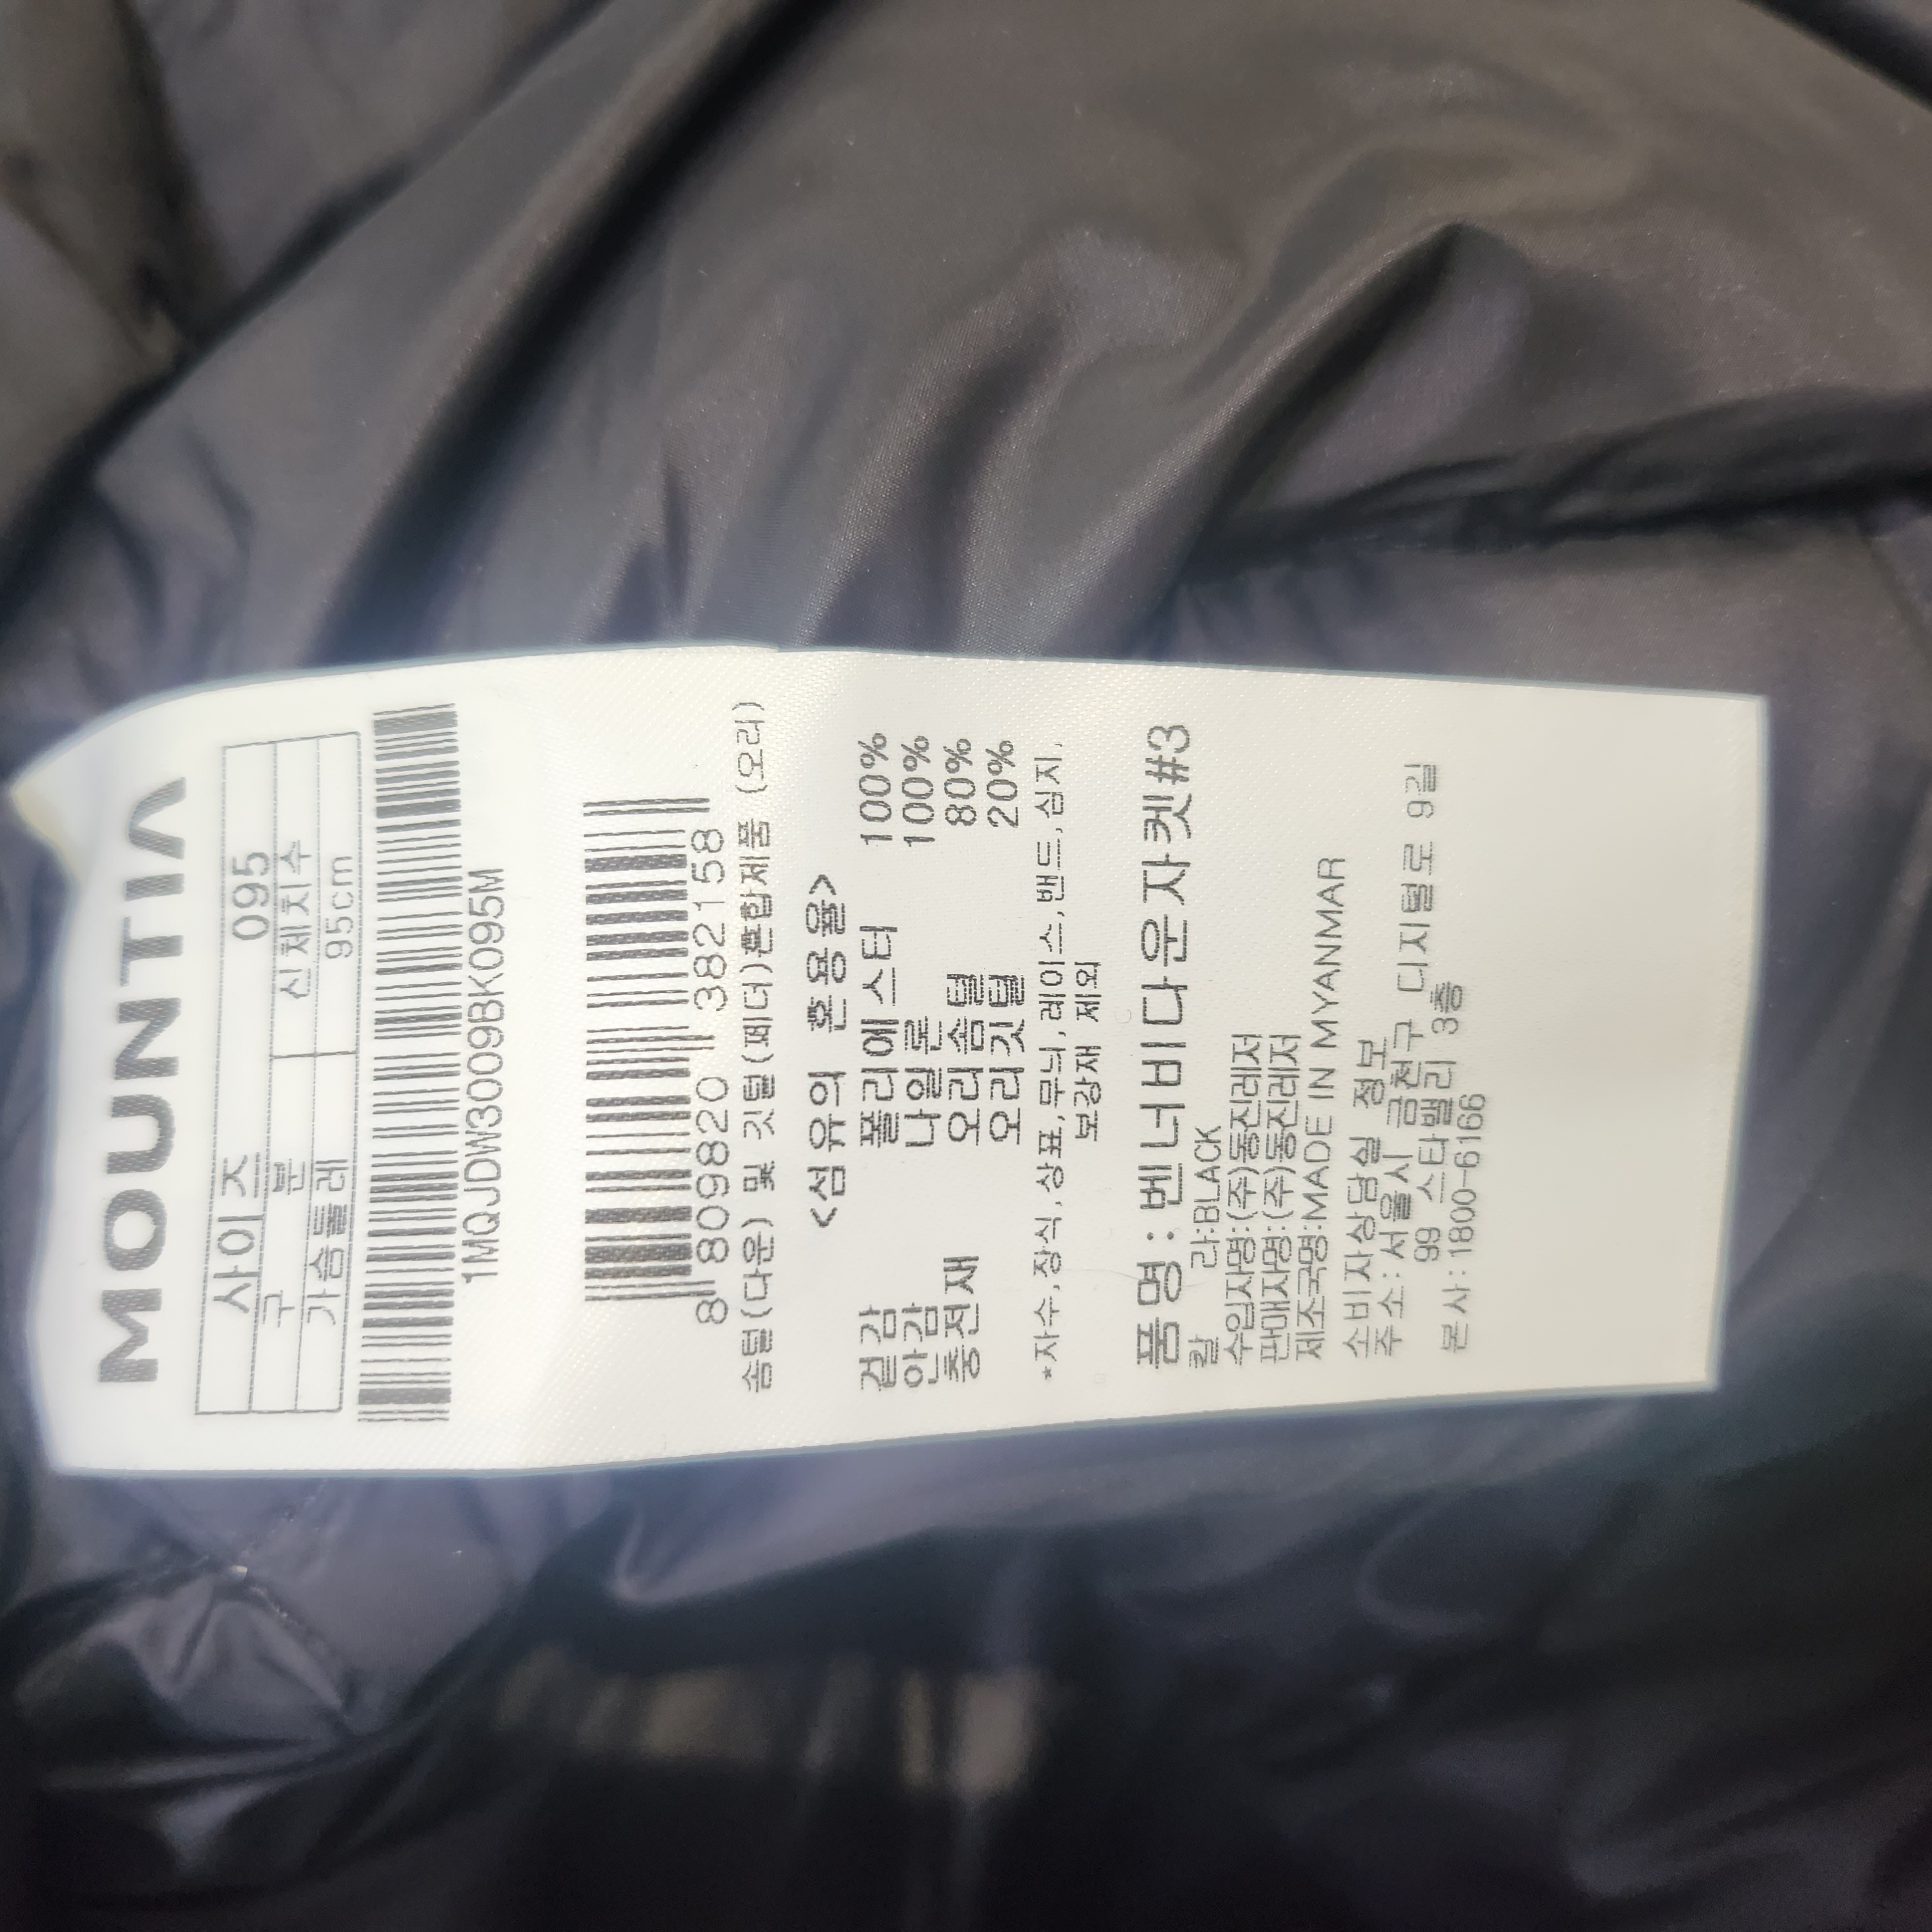 MOUNTIA
사이즈 095
구 분 신체치수
가슴둘레 95cm
1MQJDW3009BK095M
8 809820 382158
솜털(다운) 및 깃털(페더)혼합제품 (오리)
<섬유의 혼용율>
겉감 폴리에스터 100%
안감 나일론 100%
충전재 오리솜털 80%
오리깃털 20%
*자수,장식,상표,무늬,레이스,밴드,심지,
보강재 제외
품명:벤너비다운자켓#3
칼 라:BLACK
수입자명:(주)동진레저
판매자명:(주)동진레저
제조국명:MADE IN MYANMAR
소비자상담실 정보
주소:서울시 금천구 디지털로 9길
99 스타밸리 3층
본사:1800-6166